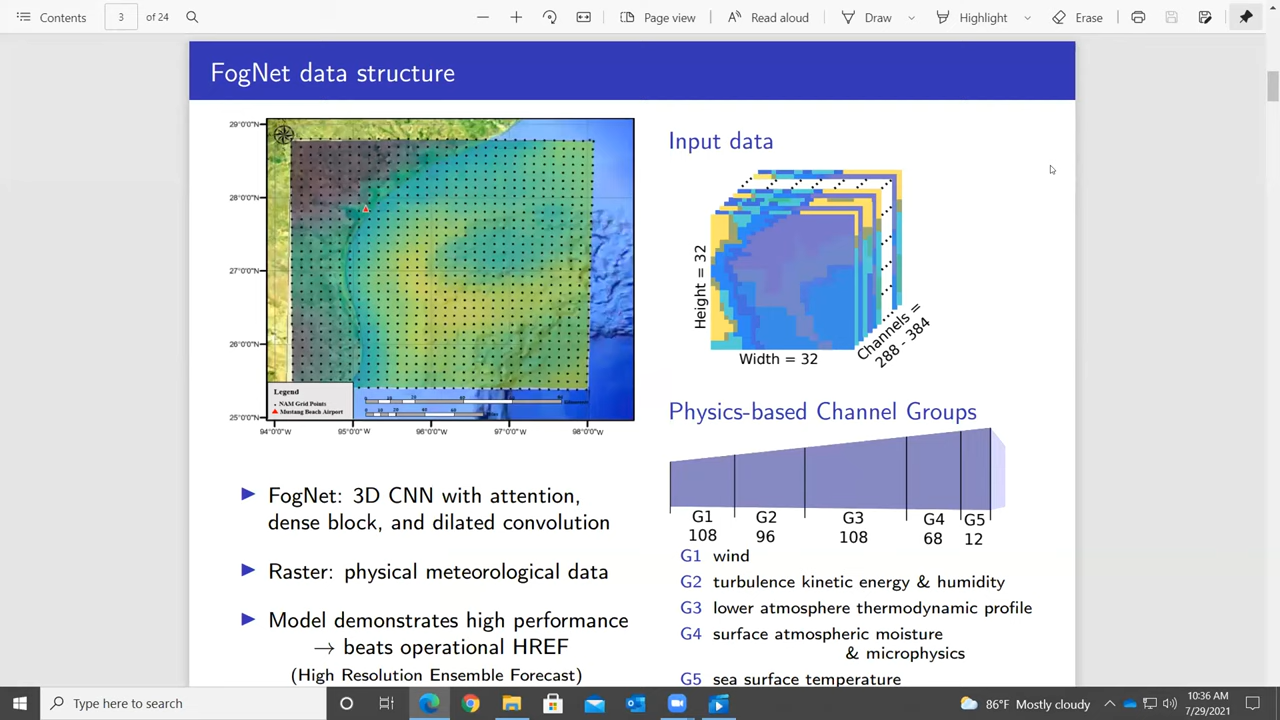 Contents
3
of 24
Page view
Read aloud
Draw
Highlight
Erase
FogNet data structure
29°0'0"N
28°0'0"N
27°0'0"N
26°0'0"N
25°0'0"N
94°0'0"W
95°0'0"W
96°0'0"W
97°0'0"W
98°0'0"W
Legend
NAM Grid Points
Mustang Beach Airport
▶ FogNet: 3D CNN with attention,
dense block, and dilated convolution
▶ Raster: physical meteorological data
▶ Model demonstrates high performance
→ beats operational HREF
(High Resolution Ensemble Forecast)
Input data
Height = 32
Width = 32
Channels =
288 - 384
Physics-based Channel Groups
G1 G2 G3 G4 G5
108 96 108 68 12
G1 wind
G2 turbulence kinetic energy & humidity
G3 lower atmosphere thermodynamic profile
G4 surface atmospheric moisture
& microphysics
G5 sea surface temperature
Type here to search
86°F Mostly cloudy
10:36 AM
7/29/2021